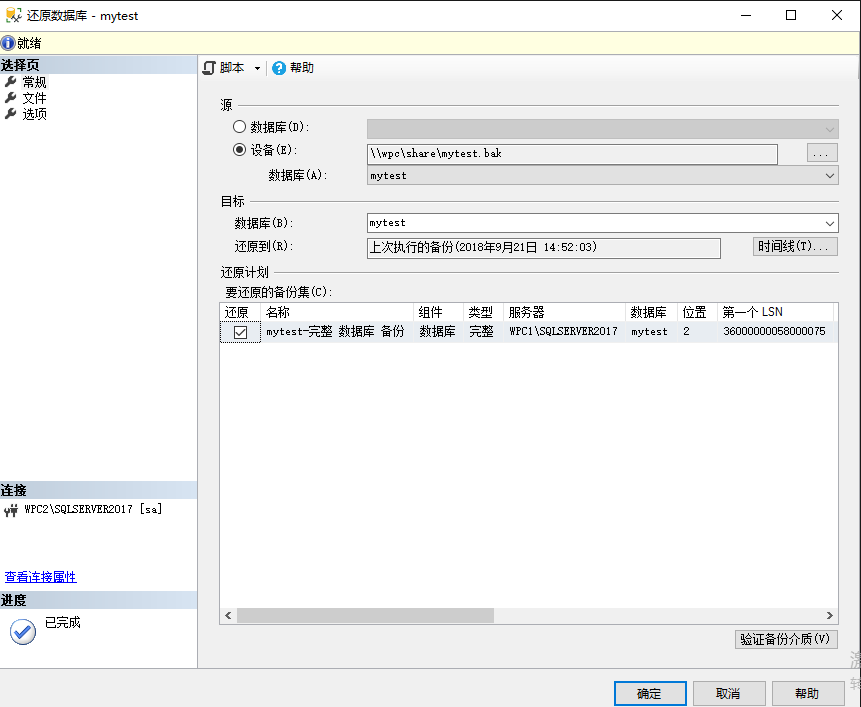 还原数据库 - mytest
就绪
选择页
常规
文件
选项
脚本
帮助
源
数据库(D):
设备(E):
\\wpc\share\mytest.bak
...
数据库(A):
mytest
目标
数据库(B):
mytest
还原到(R):
上次执行的备份(2018年9月21日 14:52:03)
时间线(T)...
还原计划
要还原的备份集(C):
还原 名称 组件 类型 服务器 数据库 位置 第一个 LSN
mytest-完整 数据库 备份 数据库 完整 WPC1\SQLSERVER2017 mytest 2 36000000058000075
连接
WPC2\SQLSERVER2017 [sa]
查看连接属性
进度
已完成
验证备份介质(V)
确定
取消
帮助